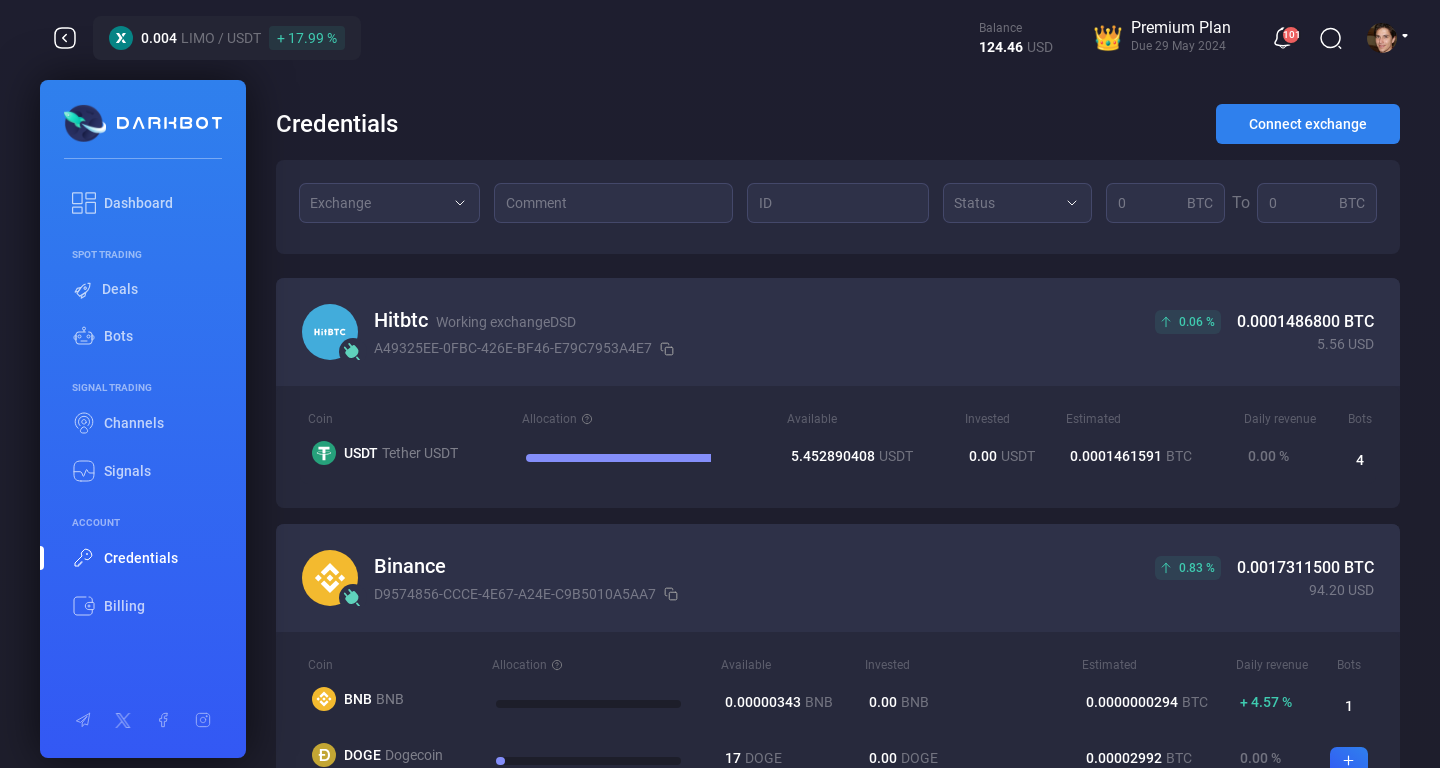 0.004 LIMO / USDT + 17.99 %
Balance
124.46 USD
Premium Plan
Due 29 May 2024
101
DARKBOT
Dashboard
SPOT TRADING
Deals
Bots
SIGNAL TRADING
Channels
Signals
ACCOUNT
Credentials
Billing
Credentials
Connect exchange
Exchange Comment ID Status 0 BTC To 0 BTC
HitBTC
Hitbtc Working exchangeDSD
A49325EE-0FBC-426E-BF46-E79C7953A4E7
0.06 % 0.0001486800 BTC
5.56 USD
Coin Allocation Available Invested Estimated Daily revenue Bots
USDT Tether USDT 5.452890408 USDT 0.00 USDT 0.0001461591 BTC 0.00 % 4
Binance
D9574856-CCCE-4E67-A24E-C9B5010A5AA7
0.83 % 0.0017311500 BTC
94.20 USD
Coin Allocation Available Invested Estimated Daily revenue Bots
BNB BNB 0.00000343 BNB 0.00 BNB 0.0000000294 BTC + 4.57 % 1
DOGE Dogecoin 17 DOGE 0.00 DOGE 0.00002992 BTC 0.00 % +